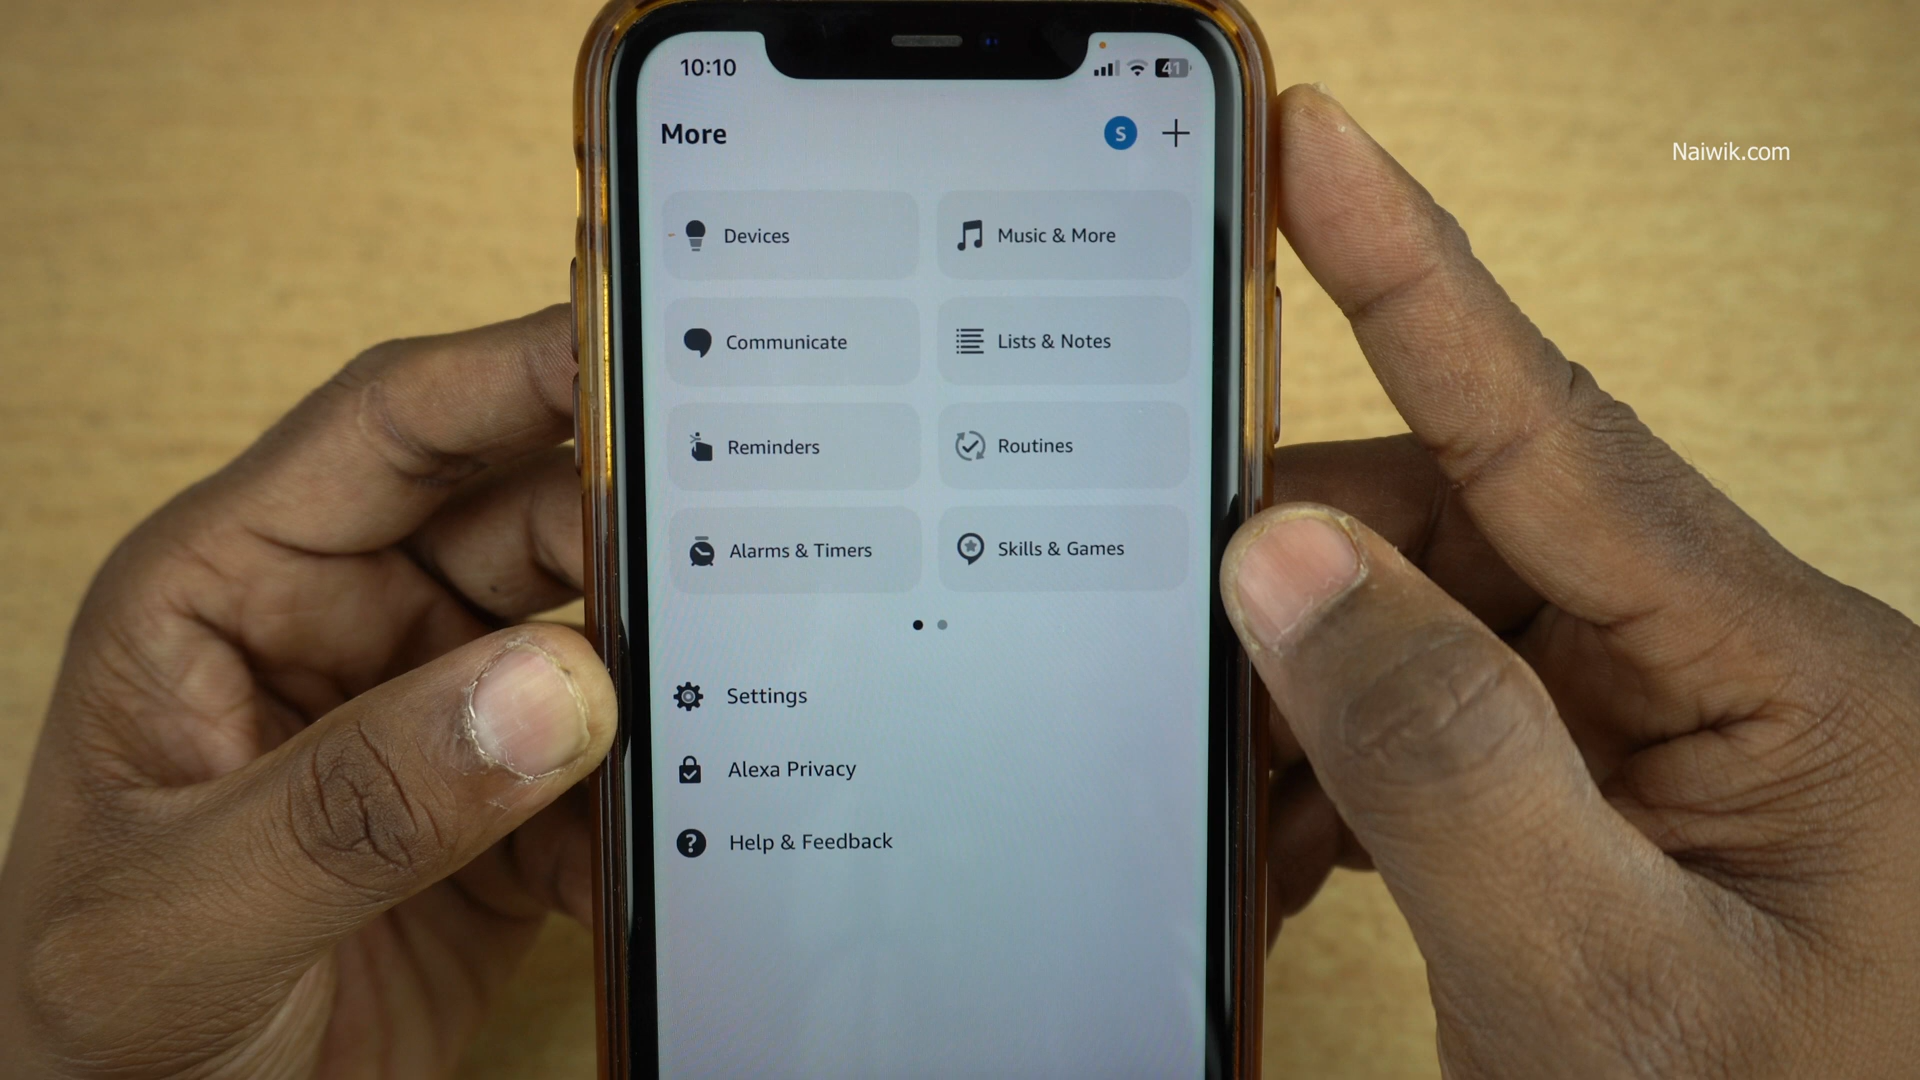 10:10
41
More
S
Naiwik.com
Devices
Music & More
Communicate
Lists & Notes
Reminders
Routines
Alarms & Timers
Skills & Games
Settings
Alexa Privacy
Help & Feedback